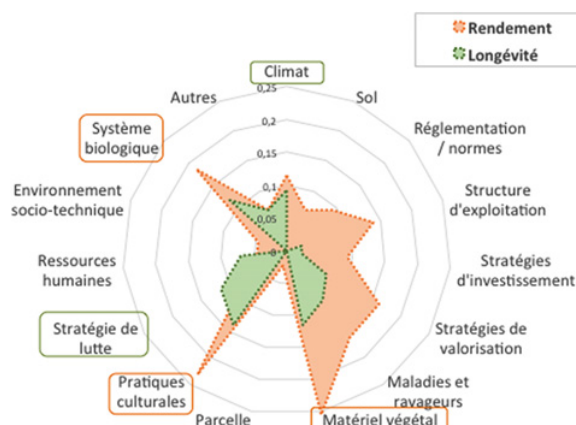 Rendement
Longévité
Climat
Autres
Sol
0,25
0,2
0,15
0,1
0,05
0
Système
biologique
Réglementation
/ normes
Environnement
socio-technique
Structure
d'exploitation
Ressources
humaines
Stratégies
d'investissement
Stratégie de
lutte
Stratégies de
valorisation
Pratiques
culturales
Maladies et
ravageurs
Parcelle
Matériel végétal